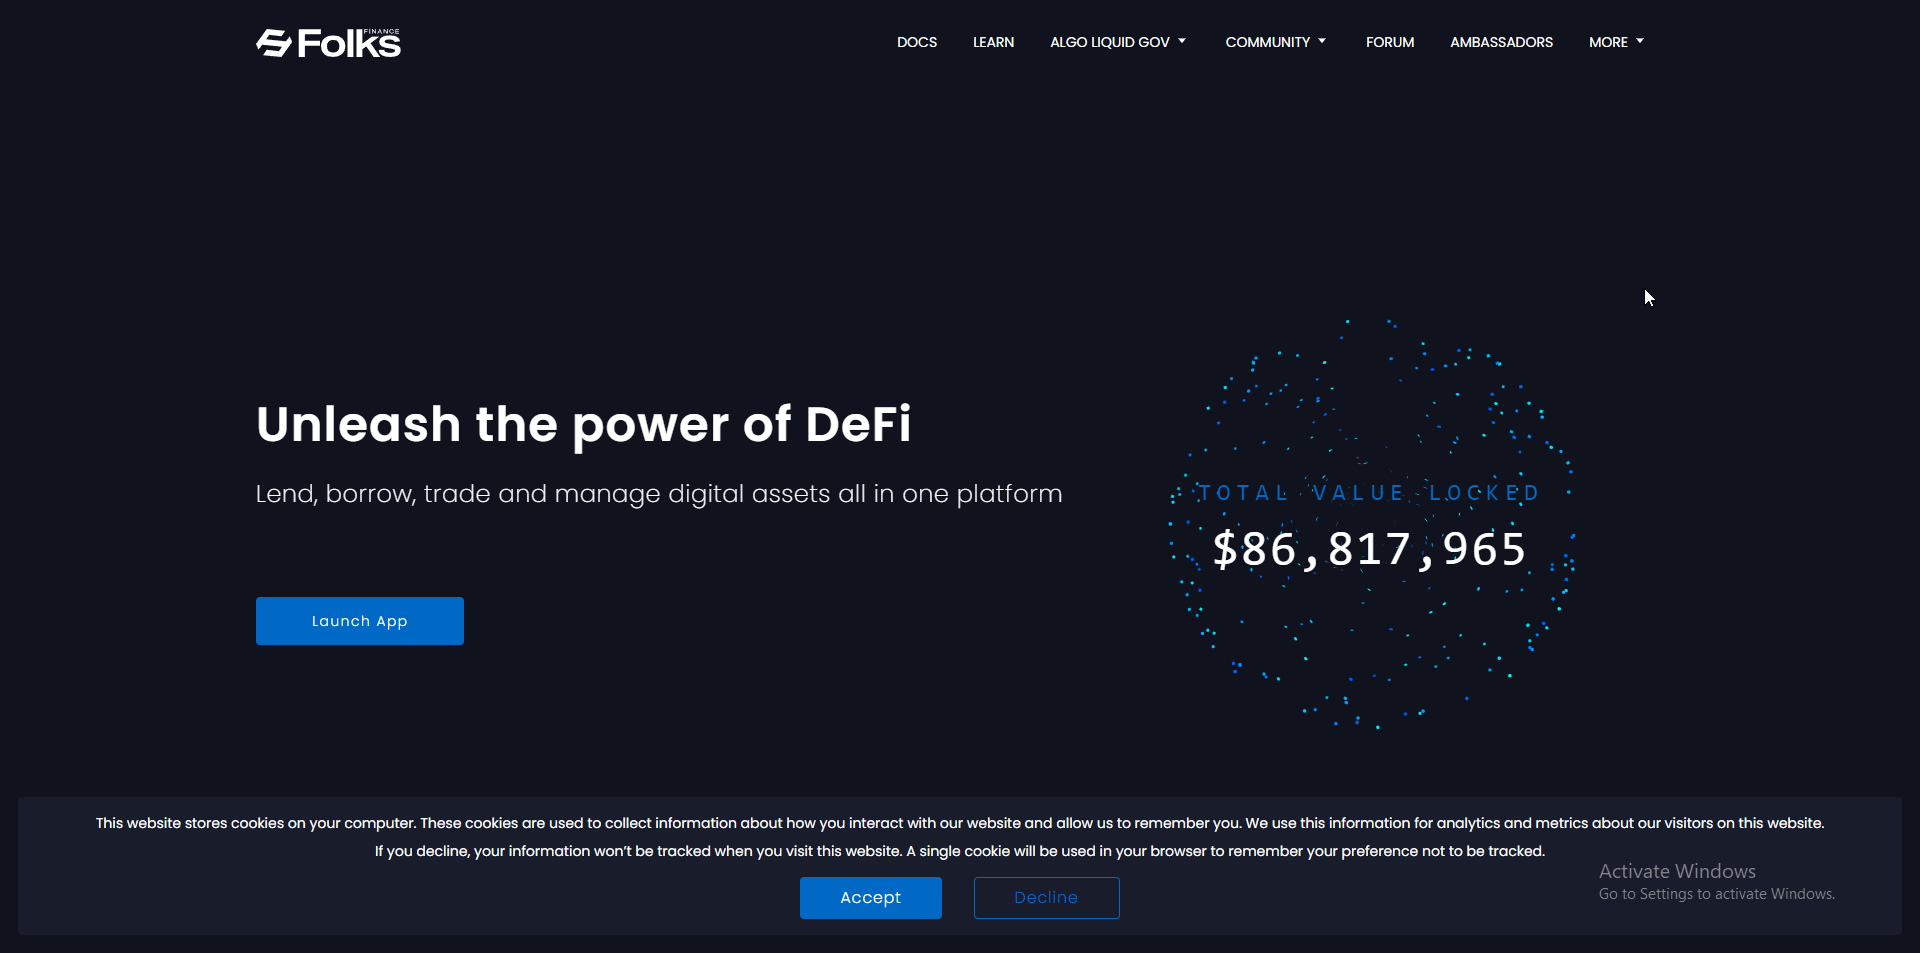 Folks FINANCE
DOCS LEARN ALGO LIQUID GOV COMMUNITY FORUM AMBASSADORS MORE
Unleash the power of DeFi
Lend, borrow, trade and manage digital assets all in one platform
Launch App
TOTAL VALUE LOCKED
$86,817,965
This website stores cookies on your computer. These cookies are used to collect information about how you interact with our website and allow us to remember you. We use this information for analytics and metrics about our visitors on this website.
If you decline, your information won't be tracked when you visit this website. A single cookie will be used in your browser to remember your preference not to be tracked.
Accept Decline
Activate Windows
Go to Settings to activate Windows.